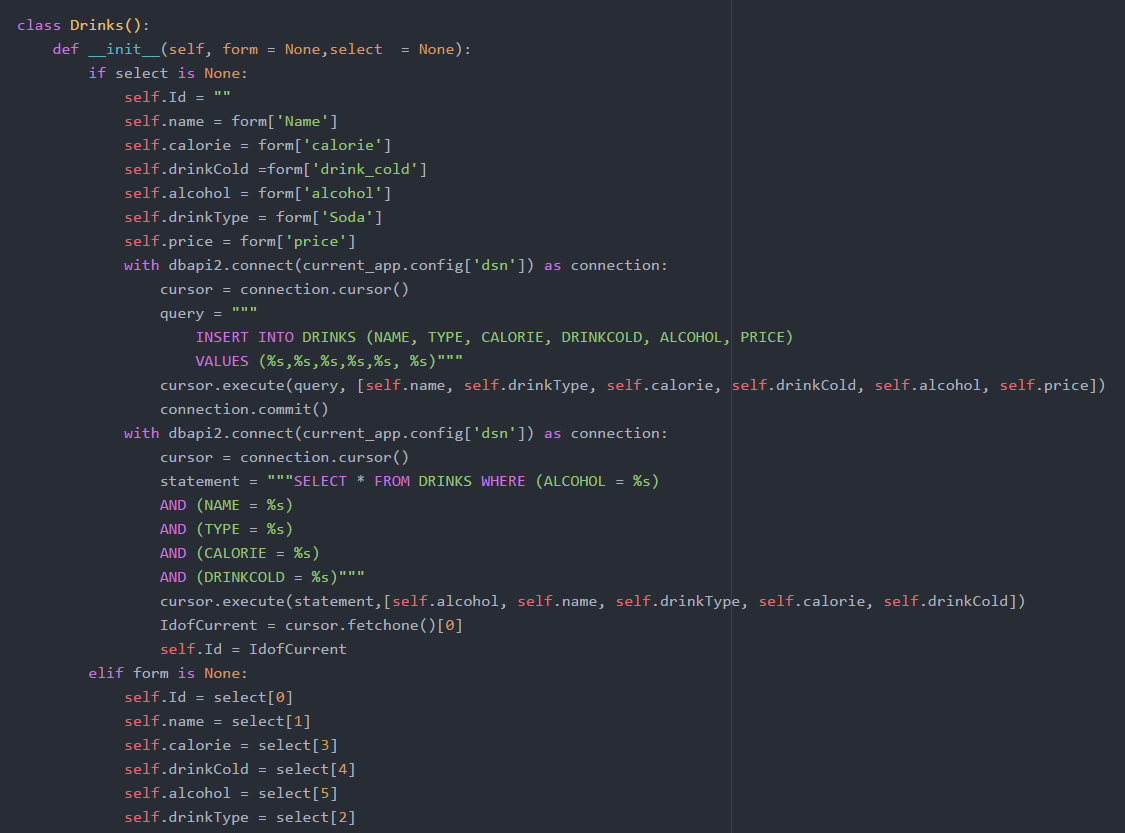 class Drinks():
    def __init__(self, form = None,select  = None):
        if select is None:
            self.Id = ""
            self.name = form['Name']
            self.calorie = form['calorie']
            self.drinkCold =form['drink_cold']
            self.alcohol = form['alcohol']
            self.drinkType = form['Soda']
            self.price = form['price']
            with dbapi2.connect(current_app.config['dsn']) as connection:
                cursor = connection.cursor()
                query = """
                    INSERT INTO DRINKS (NAME, TYPE, CALORIE, DRINKCOLD, ALCOHOL, PRICE)
                    VALUES (%s,%s,%s,%s,%s, %s)"""
                cursor.execute(query, [self.name, self.drinkType, self.calorie, self.drinkCold, self.alcohol, self.price])
                connection.commit()
            with dbapi2.connect(current_app.config['dsn']) as connection:
                cursor = connection.cursor()
                statement = """SELECT * FROM DRINKS WHERE (ALCOHOL = %s)
                AND (NAME = %s)
                AND (TYPE = %s)
                AND (CALORIE = %s)
                AND (DRINKCOLD = %s)"""
                cursor.execute(statement,[self.alcohol, self.name, self.drinkType, self.calorie, self.drinkCold])
                IdofCurrent = cursor.fetchone()[0]
                self.Id = IdofCurrent
        elif form is None:
            self.Id = select[0]
            self.name = select[1]
            self.calorie = select[3]
            self.drinkCold = select[4]
            self.alcohol = select[5]
            self.drinkType = select[2]